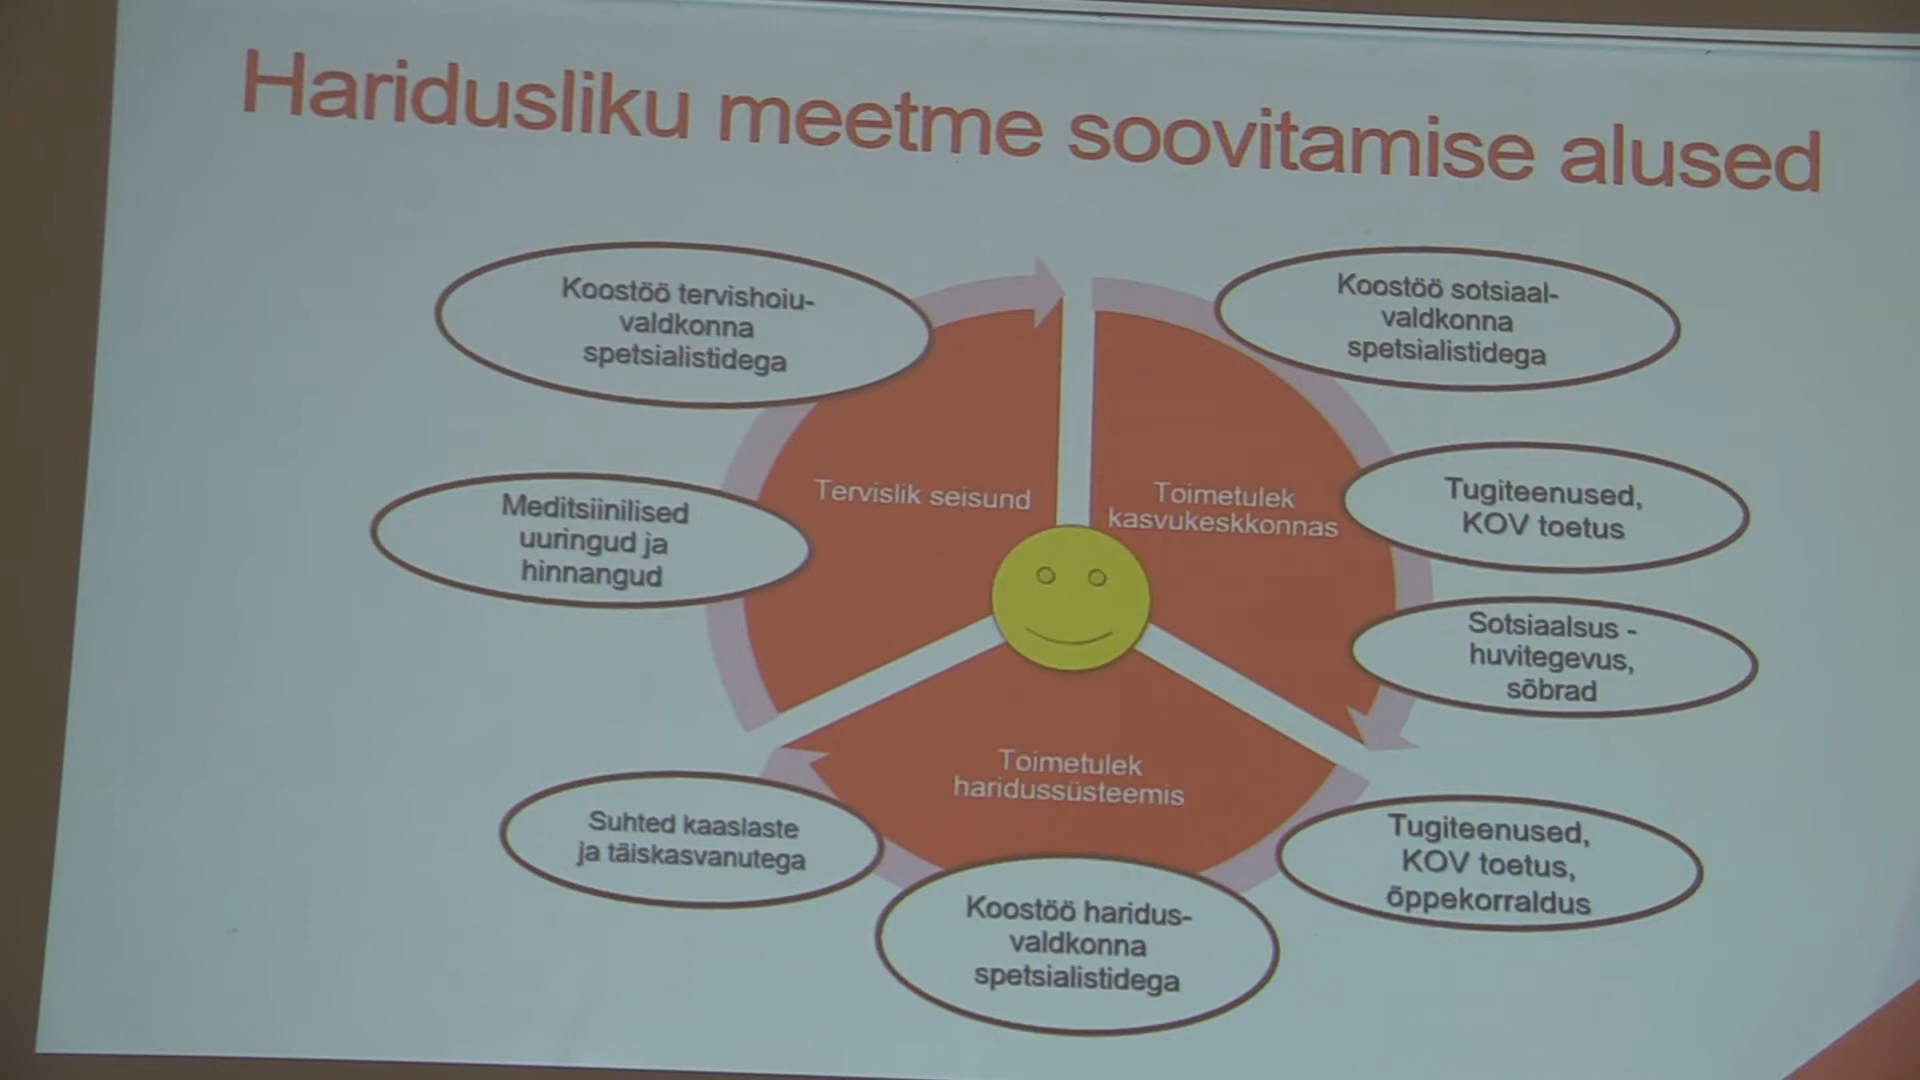 Haridusliku meetme soovitamise alused
Koostöö tervishoiu-
valdkonna
spetsialistidega
Koostöö sotsiaal-
valdkonna
spetsialistidega
Meditsiinilised
uuringud ja
hinnangud
Tervislik seisund
Toimetulek
kasvukeskkonnas
Tugiteenused,
KOV toetus
Sotsiaalsus -
huvitegevus,
sõbrad
Toimetulek
haridussüsteemis
Suhted kaaslaste
ja täiskasvanutega
Koostöö haridus-
valdkonna
spetsialistidega
Tugiteenused,
KOV toetus,
õppekorraldus